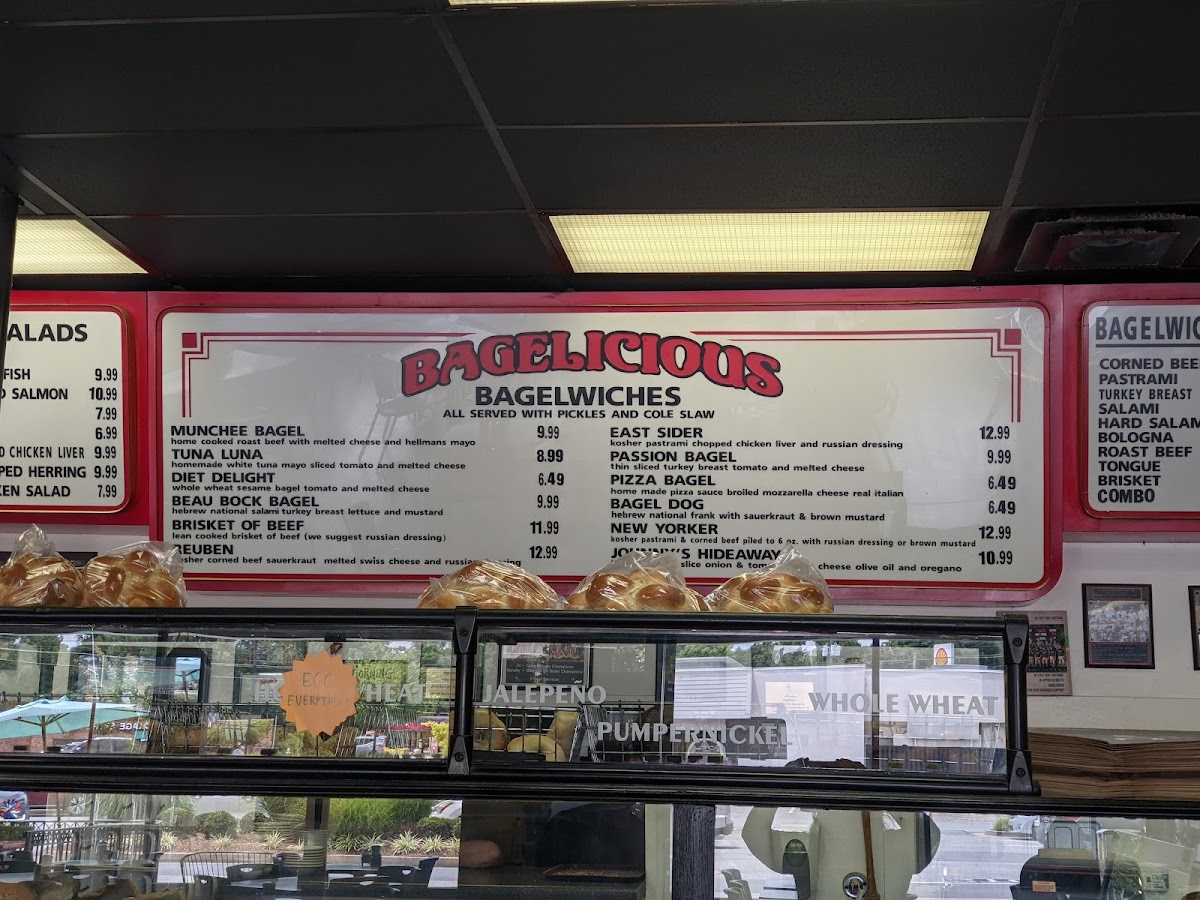 ALADS
FISH 9.99
SALMON 10.99
7.99
6.99
CHICKEN LIVER 9.99
PED HERRING 9.99
KEN SALAD 7.99
BAGELICIOUS
BAGELWICHES
ALL SERVED WITH PICKLES AND COLE SLAW
MUNCHEE BAGEL 9.99
home cooked roast beef with melted cheese and hellmans mayo
TUNA LUNA 8.99
homemade white tuna mayo sliced tomato and melted cheese
DIET DELIGHT 6.49
whole wheat sesame bagel tomato and melted cheese
BEAU BOCK BAGEL 9.99
hebrew national salami turkey breast lettuce and mustard
BRISKET OF BEEF 11.99
lean cooked brisket of beef (we suggest russian dressing)
REUBEN 12.99
kosher corned beef sauerkraut melted swiss cheese and russian
EAST SIDER 12.99
kosher pastrami chopped chicken liver and russian dressing
PASSION BAGEL 9.99
thin sliced turkey breast tomato and melted cheese
PIZZA BAGEL 6.49
home made pizza sauce broiled mozzarella cheese real italian
BAGEL DOG 6.49
hebrew national frank with sauerkraut & brown mustard
NEW YORKER 12.99
kosher pastrami & corned beef piled to 6 oz. with russian dressing or brown mustard
JOHNNY'S HIDEAWAY 10.99
slice onion & cheese olive oil and oregano
BAGELWIC
CORNED BEE
PASTRAMI
TURKEY BREAST
SALAMI
HARD SALAM
BOLOGNA
ROAST BEEF
TONGUE
BRISKET
COMBO
EGG
EVERYTHING
WHEAT
JALEPENO
PUMPERNICKE
WHOLE WHEAT